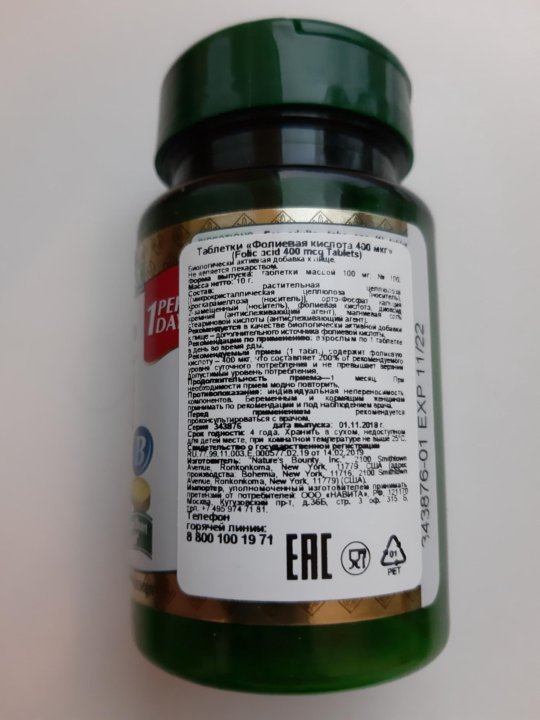 1 PER
DAY
B
Таблетки «Фолиевая кислота 400 мкг»
(Folic acid 400 mcg Tablets)
Биологически активная добавка к пище.
Не является лекарством.
Форма выпуска: таблетки массой 100 мг № 100.
Масса нетто: 10 г.
Состав: растительная целлюлоза
(микрокристаллическая целлюлоза (носитель),
кроскармеллоза (носитель)), орто-Фосфат кальция
2-замещенный (носитель), фолиевая кислота, диоксид
кремния (антислеживающий агент), магниевая соль
стеариновой кислоты (антислеживающий агент).
Рекомендуется в качестве биологически активной добавки
к пище – дополнительного источника фолиевой кислоты.
Рекомендации по применению: взрослым по 1 таблетке
в день во время еды.
Рекомендуемый прием (1 табл.) содержит фолиевую
кислоту – 400 мкг, что составляет 200% от рекомендуемого
уровня суточного потребления и не превышает верхний
допустимый уровень потребления.
Продолжительность приема – 1 месяц. При
необходимости прием можно повторить.
Противопоказания: индивидуальная непереносимость
компонентов. Беременным и кормящим женщинам
принимать по рекомендации и под наблюдением врача.
Перед применением рекомендуется
проконсультироваться с врачом.
Серия 343876 дата выпуска: 01.11.2018 г.
Срок годности: 4 года. Хранить в сухом, недоступном
для детей месте, при комнатной температуре не выше 25°C.
Свидетельство о государственной регистрации
RU.77.99.11.003.E.000577.02.19 от 14.02.2019
Изготовитель: Nature's Bounty Inc., 2100 Smithtown
Avenue, Ronkonkoma, New York, 11779 США (адрес
производства: Bohemia, New York, 11716, 2100 Smithtown
Avenue, Ronkonkoma, New York, 11779) (США).
Импортер, уполномоченный изготовителем принимать
претензии от потребителей: ООО «НАВИТА», РФ, 121170
Москва, Кутузовский пр-т, д.36Б, стр. 3 оф. 315 б,
тел. +7 495 974 71 81.
Телефон
горячей линии:
8 800 100 19 71
EAC
01
PET
343876-01 EXP 11/22